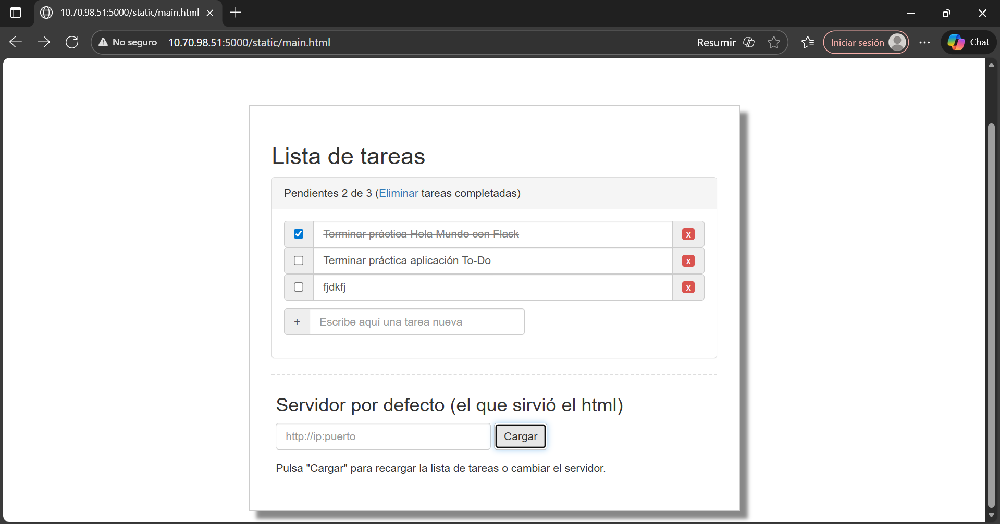 10.70.98.51:5000/static/main.html
No seguro 10.70.98.51:5000/static/main.html Resumir Iniciar sesión Chat
Lista de tareas
Pendientes 2 de 3 (Eliminar tareas completadas)
Terminar práctica Hola Mundo con Flask x
Terminar práctica aplicación To-Do x
fjdkfj x
+ Escribe aquí una tarea nueva
Servidor por defecto (el que sirvió el html)
http://ip:puerto Cargar
Pulsa "Cargar" para recargar la lista de tareas o cambiar el servidor.